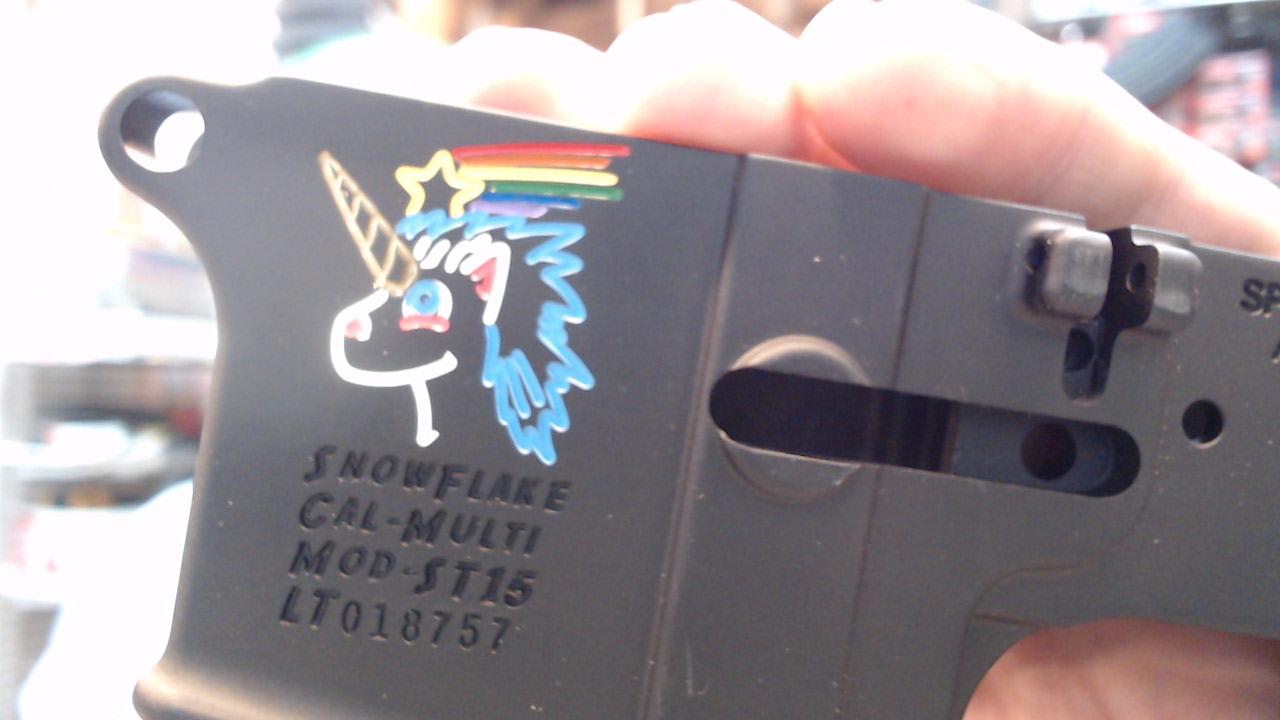 SNOWFLAKE
CAL-MULTI
MOD-ST15
LT018757